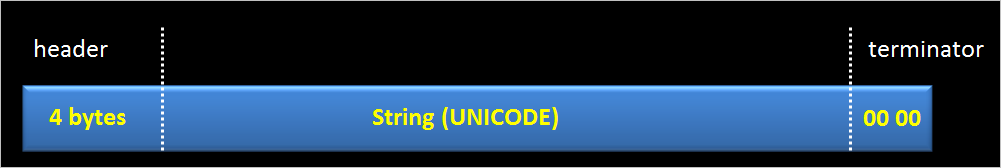 header terminator
4 bytes String (UNICODE) 00 00